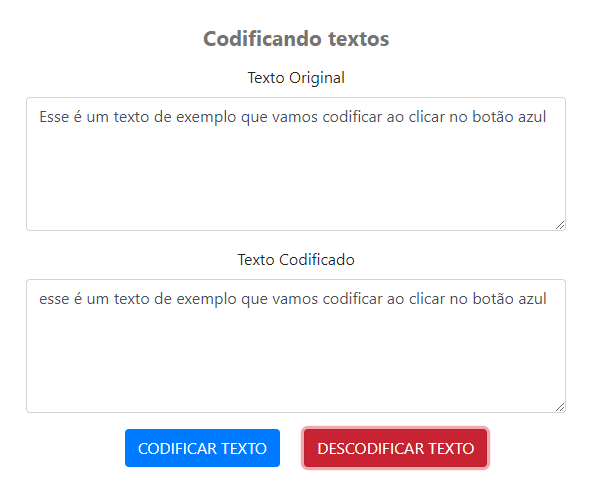 Codificando textos
Texto Original
Esse é um texto de exemplo que vamos codificar ao clicar no botão azul
Texto Codificado
esse é um texto de exemplo que vamos codificar ao clicar no botão azul
CODIFICAR TEXTO DESCODIFICAR TEXTO